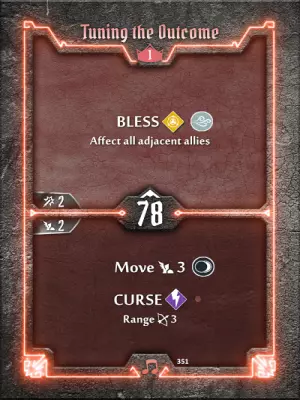 Tuning the Outcome
1
BLESS
Affect all adjacent allies
2
78
2
Move 3
CURSE
Range 3
351